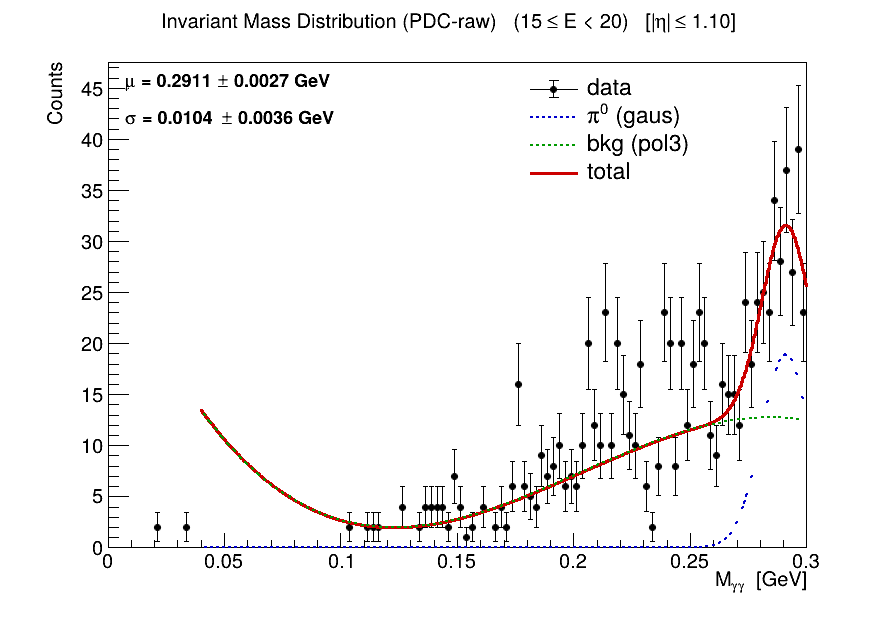 Invariant Mass Distribution (PDC-raw) (15 ≤ E < 20) [|η| ≤ 1.10]
Counts
μ = 0.2911 ± 0.0027 GeV
σ = 0.0104 ± 0.0036 GeV
data
π⁰ (gaus)
bkg (pol3)
total
45
40
35
30
25
20
15
10
5
0
0 0.05 0.1 0.15 0.2 0.25 0.3
Mγγ [GeV]